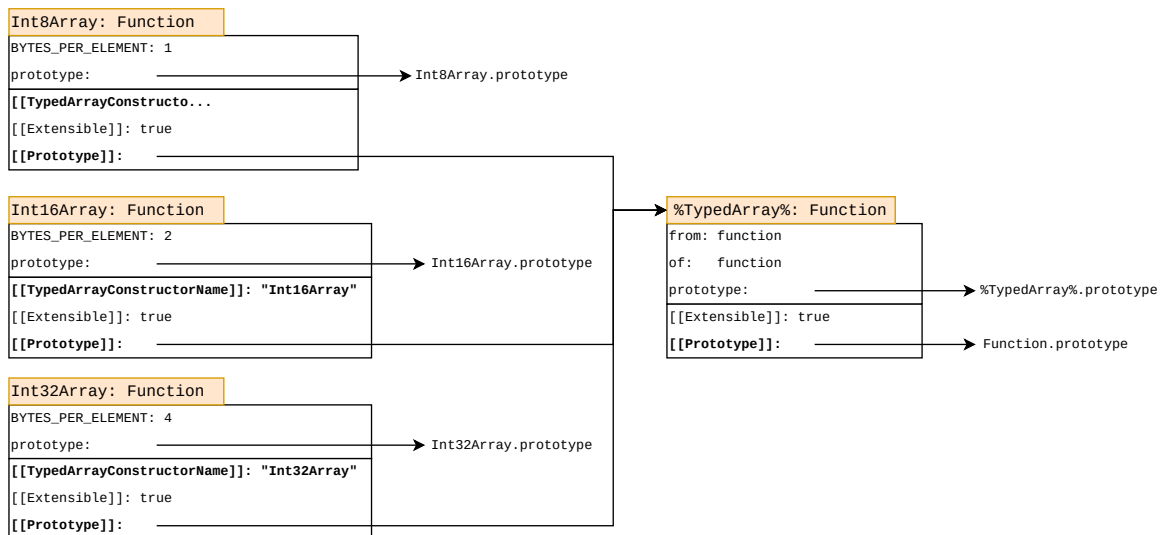 Int8Array: Function
BYTES_PER_ELEMENT: 1
prototype:
Int8Array.prototype
[[TypedArrayConstructo...
[[Extensible]]: true
[[Prototype]]:
Int16Array: Function
BYTES_PER_ELEMENT: 2
prototype:
Int16Array.prototype
[[TypedArrayConstructorName]]: "Int16Array"
[[Extensible]]: true
[[Prototype]]:
Int32Array: Function
BYTES_PER_ELEMENT: 4
prototype:
Int32Array.prototype
[[TypedArrayConstructorName]]: "Int32Array"
[[Extensible]]: true
[[Prototype]]:
%TypedArray%: Function
from: function
of:   function
prototype:
%TypedArray%.prototype
[[Extensible]]: true
[[Prototype]]:
Function.prototype